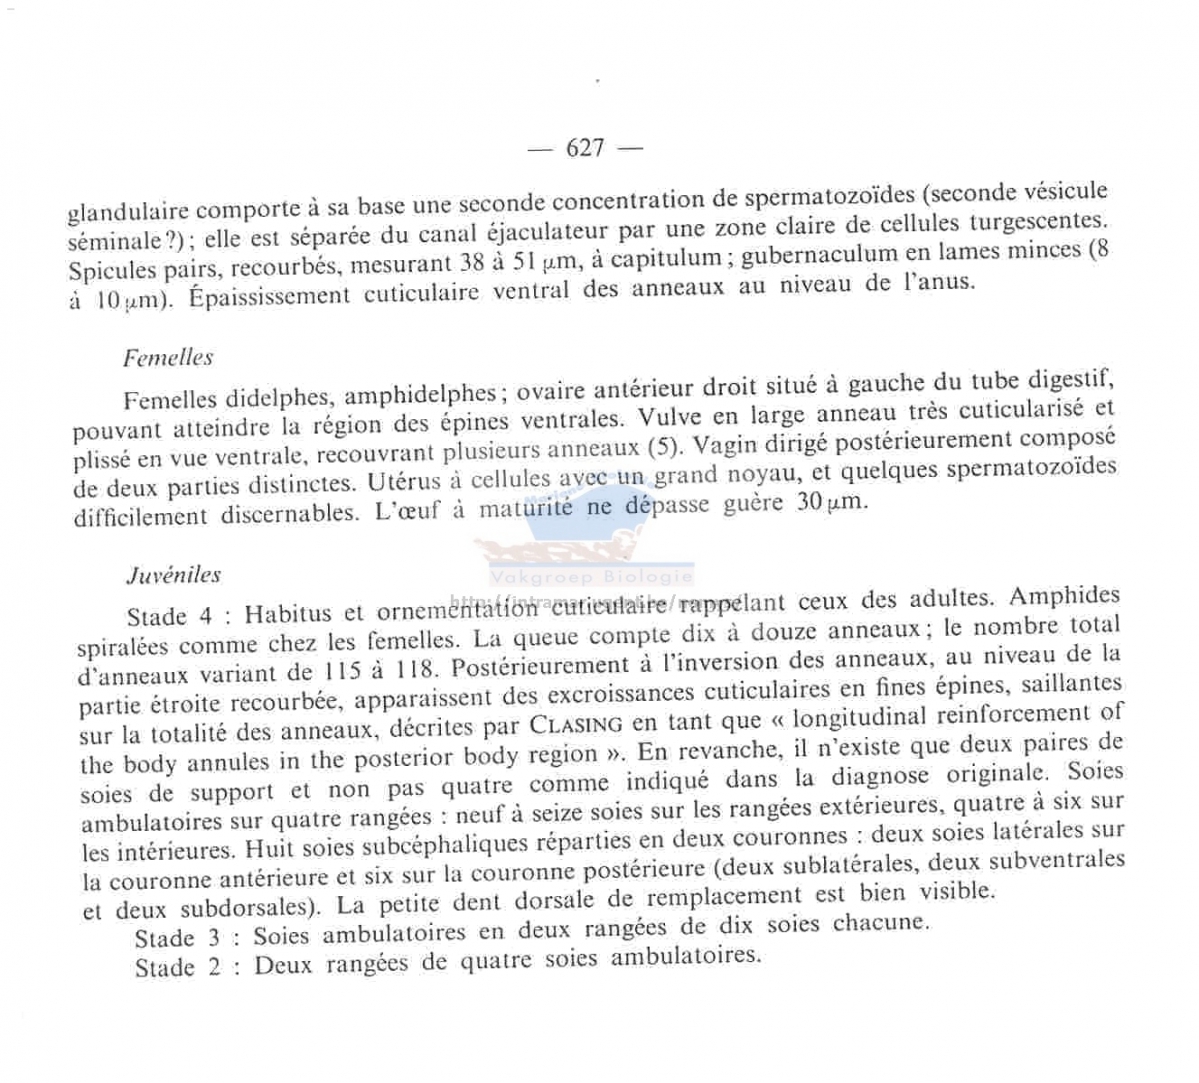 — 627 —
glandulaire comporte à sa base une seconde concentration de spermatozoïdes (seconde vésicule
séminale?) ; elle est séparée du canal éjaculateur par une zone claire de cellules turgescentes.
Spicules pairs, recourbés, mesurant 38 à 51 µm, à capitulum ; gubernaculum en lames minces (8
à 10 µm). Épaississement cuticulaire ventral des anneaux au niveau de l'anus.
Femelles
Femelles didelphes, amphidelphes ; ovaire antérieur droit situé à gauche du tube digestif,
pouvant atteindre la région des épines ventrales. Vulve en large anneau très cuticularisé et
plissé en vue ventrale, recouvrant plusieurs anneaux (5). Vagin dirigé postérieurement composé
de deux parties distinctes. Utérus à cellules avec un grand noyau, et quelques spermatozoïdes
difficilement discernables. L'œuf à maturité ne dépasse guère 30 µm.
Vakgroep Biologie
Juvéniles
Stade 4 : Habitus et ornementation cuticulaire rappelant ceux des adultes. Amphides
spiralées comme chez les femelles. La queue compte dix à douze anneaux ; le nombre total
d'anneaux variant de 115 à 118. Postérieurement à l'inversion des anneaux, au niveau de la
partie étroite recourbée, apparaissent des excroissances cuticulaires en fines épines, saillantes
sur la totalité des anneaux, décrites par CLASING en tant que « longitudinal reinforcement of
the body annules in the posterior body region ». En revanche, il n'existe que deux paires de
soies de support et non pas quatre comme indiqué dans la diagnose originale. Soies
ambulatoires sur quatre rangées : neuf à seize soies sur les rangées extérieures, quatre à six sur
les intérieures. Huit soies subcéphaliques réparties en deux couronnes : deux soies latérales sur
la couronne antérieure et six sur la couronne postérieure (deux sublatérales, deux subventrales
et deux subdorsales). La petite dent dorsale de remplacement est bien visible.
Stade 3 : Soies ambulatoires en deux rangées de dix soies chacune.
Stade 2 : Deux rangées de quatre soies ambulatoires.